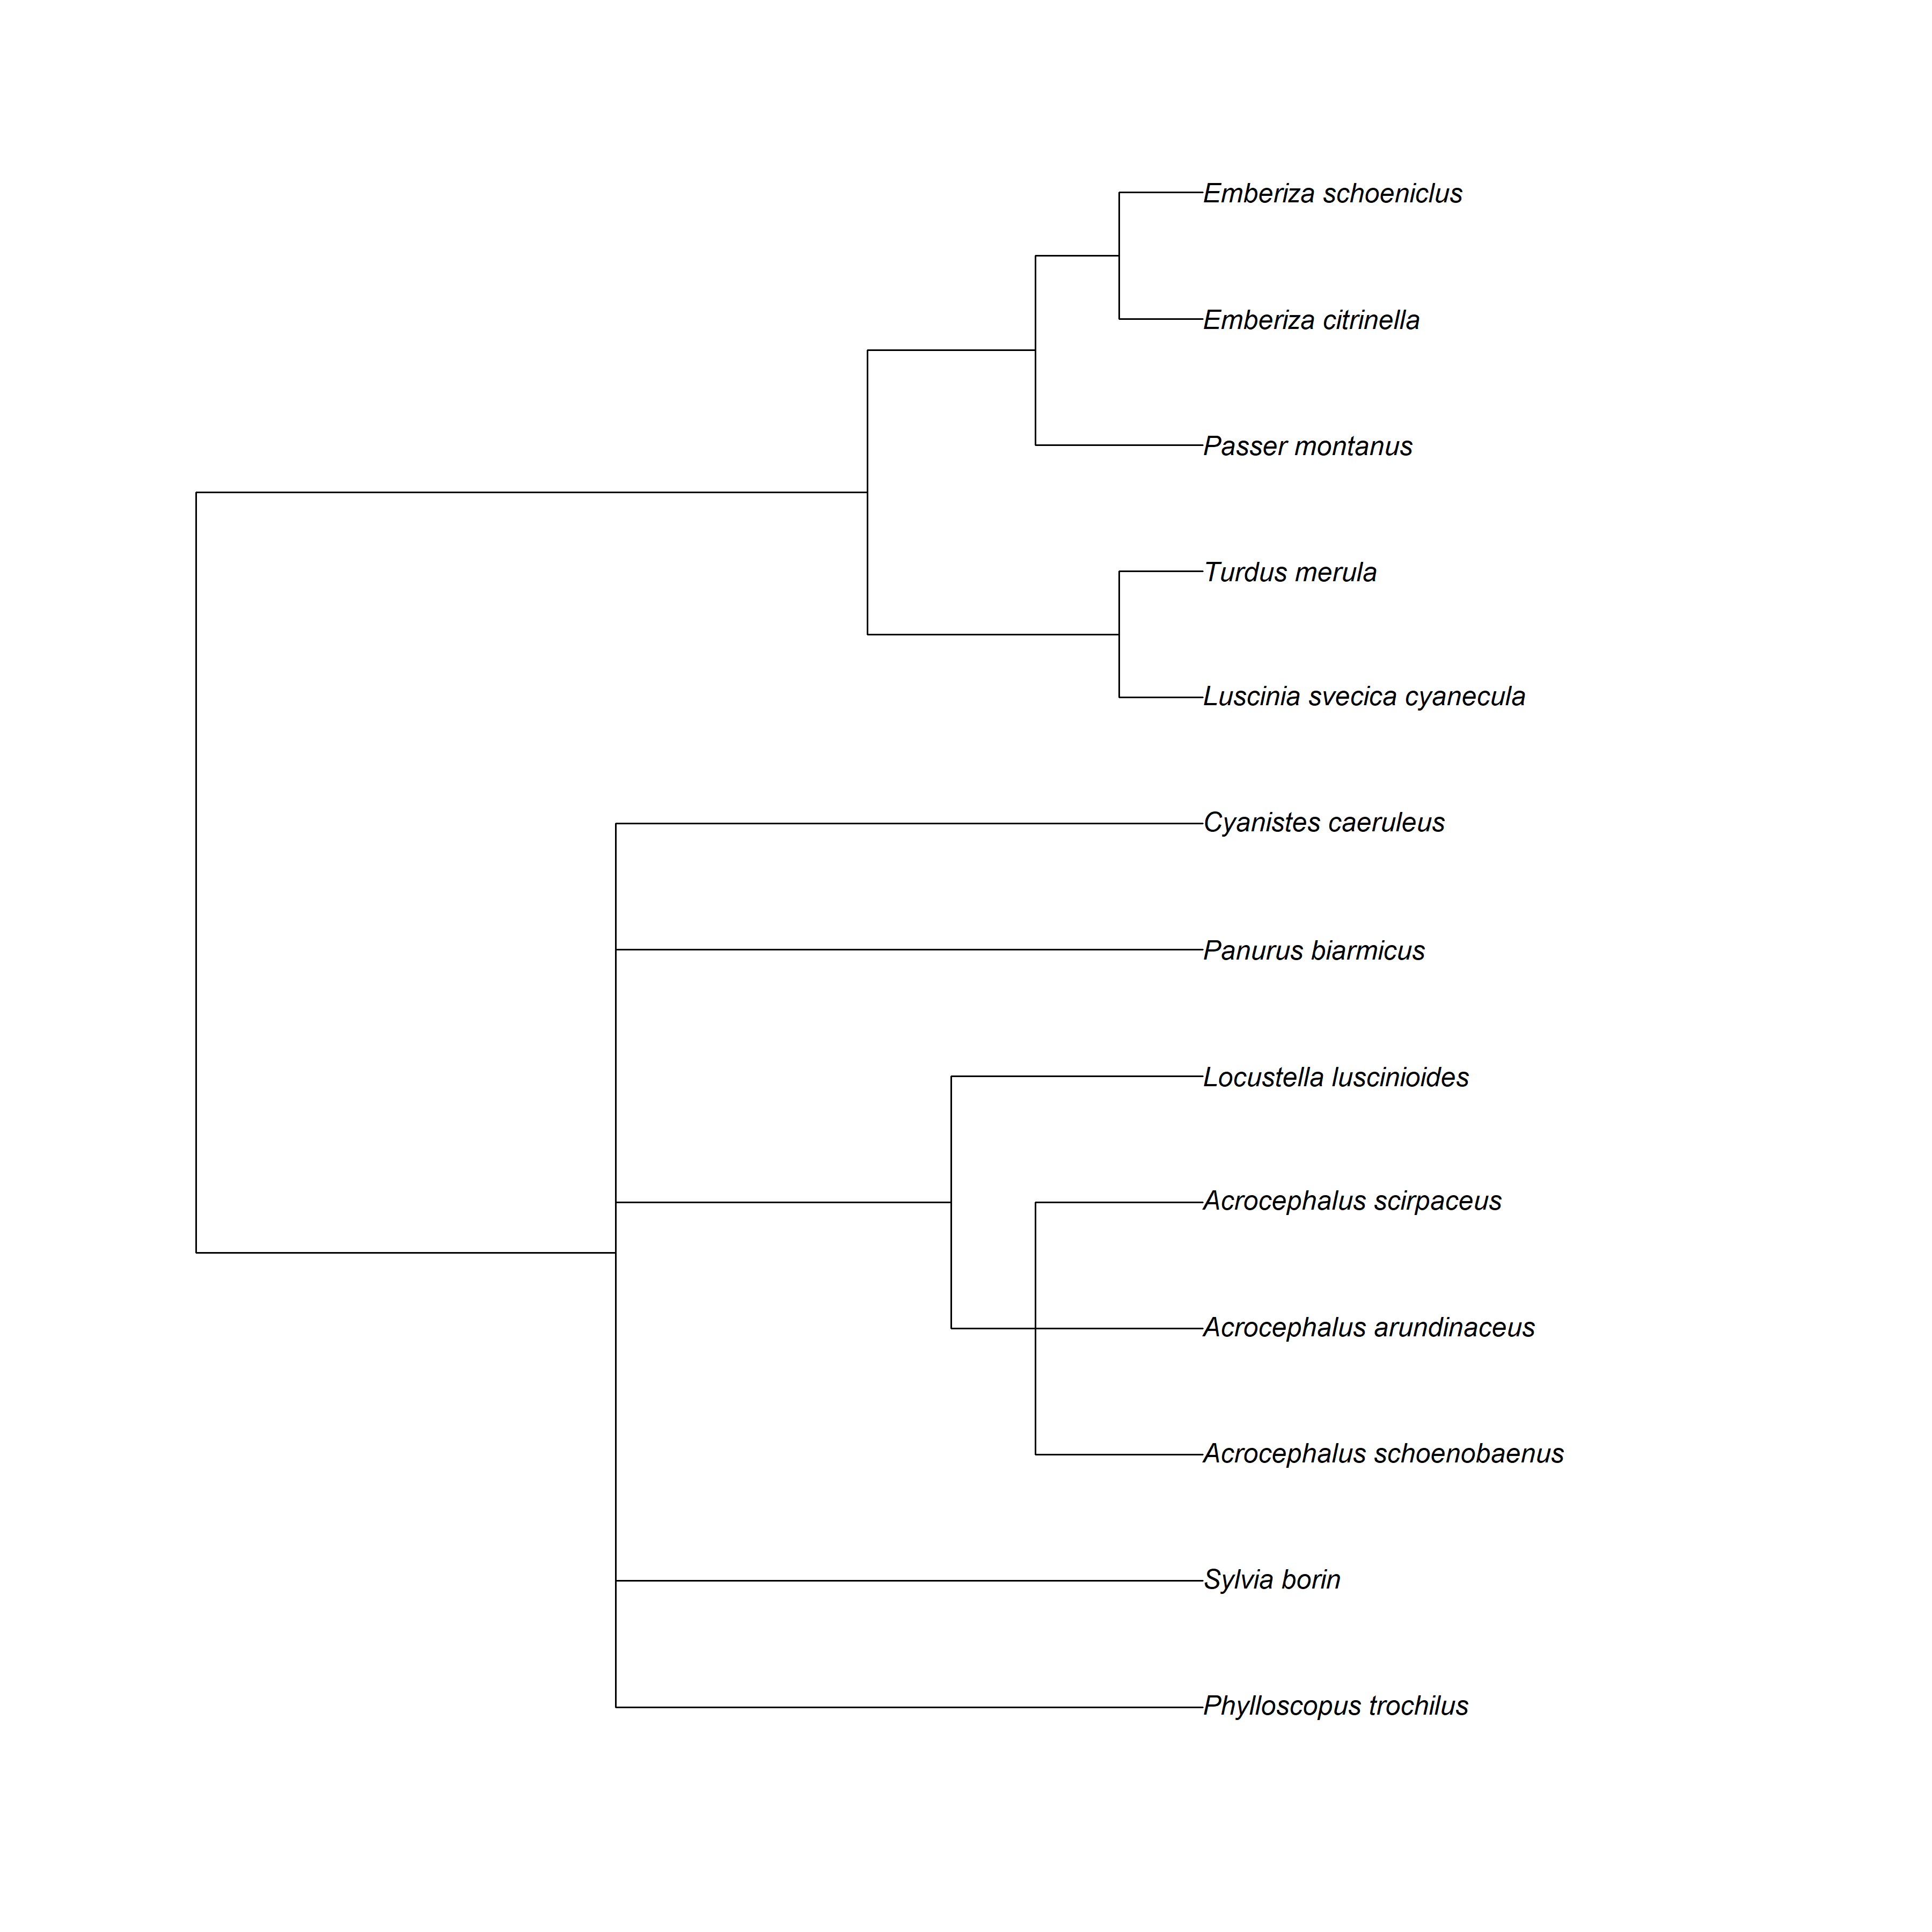 Emberiza schoeniclus
Emberiza citrinella
Passer montanus
Turdus merula
Luscinia svecica cyanecula
Cyanistes caeruleus
Panurus biarmicus
Locustella luscinioides
Acrocephalus scirpaceus
Acrocephalus arundinaceus
Acrocephalus schoenobaenus
Sylvia borin
Phylloscopus trochilus